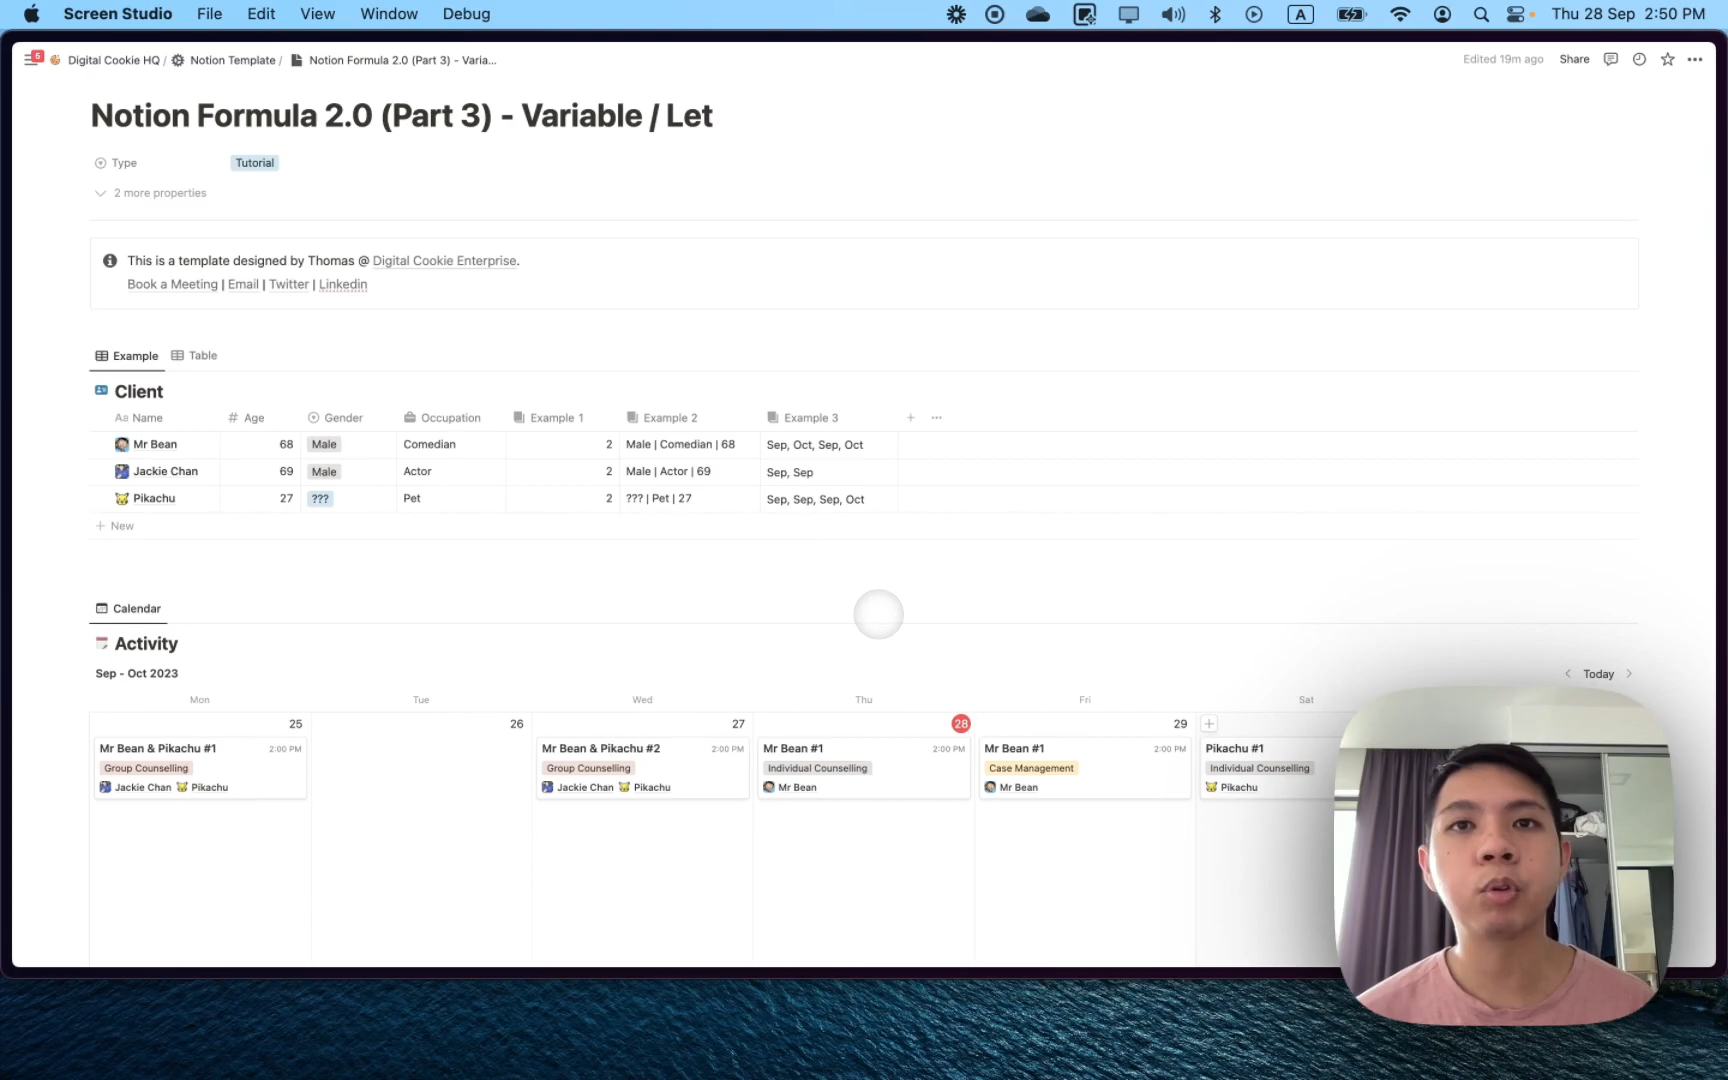 Screen Studio File Edit View Window Debug A Thu 28 Sep 2:50 PM
5 Digital Cookie HQ / Notion Template / Notion Formula 2.0 (Part 3) - Varia... Edited 19m ago Share
Notion Formula 2.0 (Part 3) - Variable / Let
Type Tutorial
2 more properties
This is a template designed by Thomas @ Digital Cookie Enterprise.
Book a Meeting | Email | Twitter | Linkedin
Example Table
Client
Aa Name # Age Gender Occupation Example 1 Example 2 Example 3 + ...
Mr Bean 68 Male Comedian 2 Male | Comedian | 68 Sep, Oct, Sep, Oct
Jackie Chan 69 Male Actor 2 Male | Actor | 69 Sep, Sep
Pikachu 27 ??? Pet 2 ??? | Pet | 27 Sep, Sep, Sep, Oct
+ New
Calendar
Activity
Sep - Oct 2023 < Today >
Mon Tue Wed Thu Fri Sat
25 26 27 28 29 +
Mr Bean & Pikachu #1 2:00 PM Mr Bean & Pikachu #2 2:00 PM Mr Bean #1 2:00 PM Mr Bean #1 2:00 PM Pikachu #1
Group Counselling Group Counselling Individual Counselling Case Management Individual Counselling
Jackie Chan Pikachu Jackie Chan Pikachu Mr Bean Mr Bean Pikachu